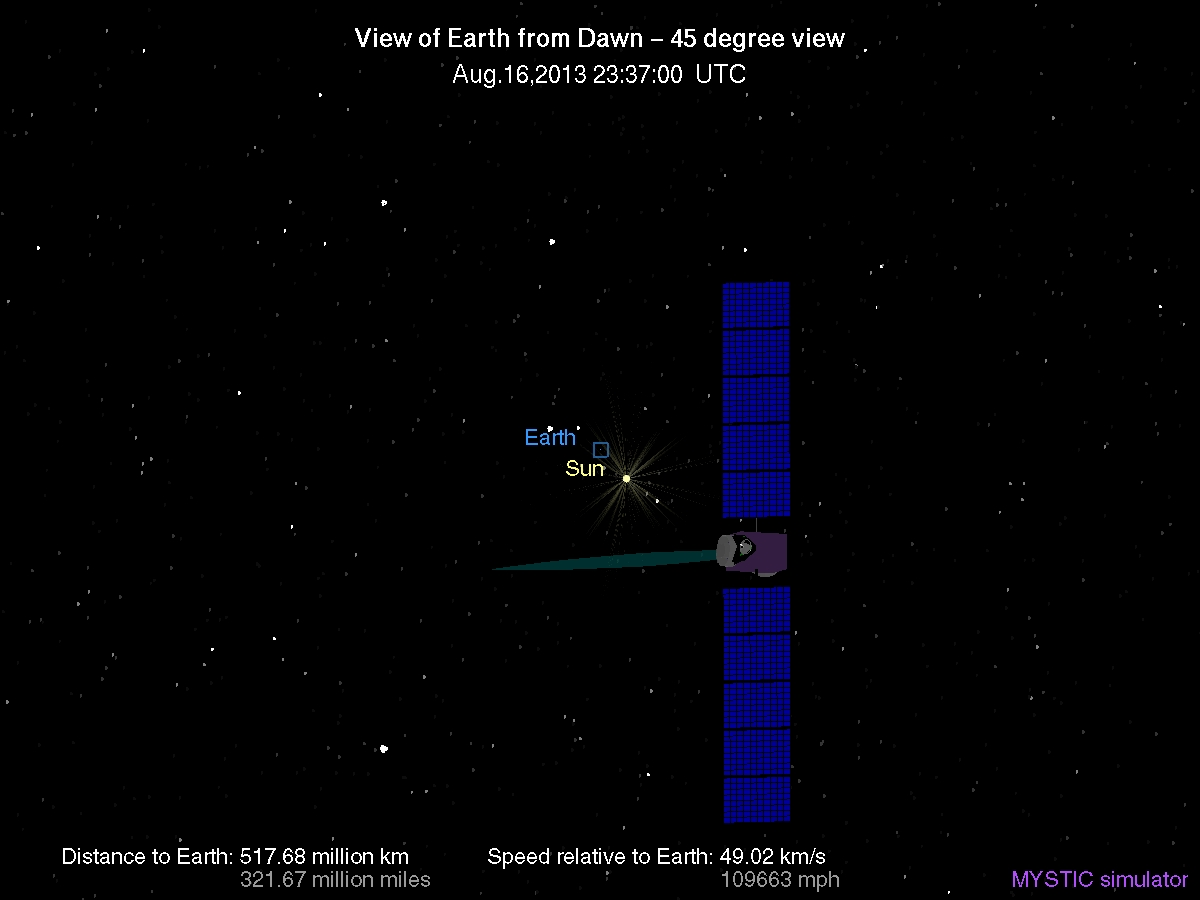 View of Earth from Dawn – 45 degree view
Aug.16,2013 23:37:00 UTC
Earth
Sun
Distance to Earth: 517.68 million km
321.67 million miles
Speed relative to Earth: 49.02 km/s
109663 mph
MYSTIC simulator